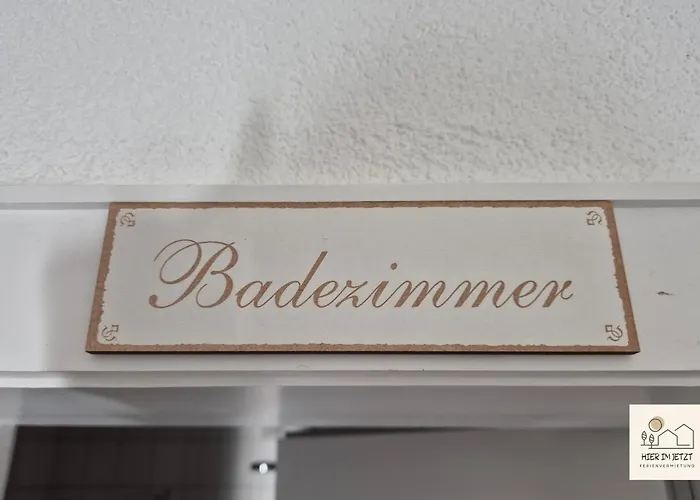 Badezimmer
HIER IM JETZT
FERIENVERMIETUNG